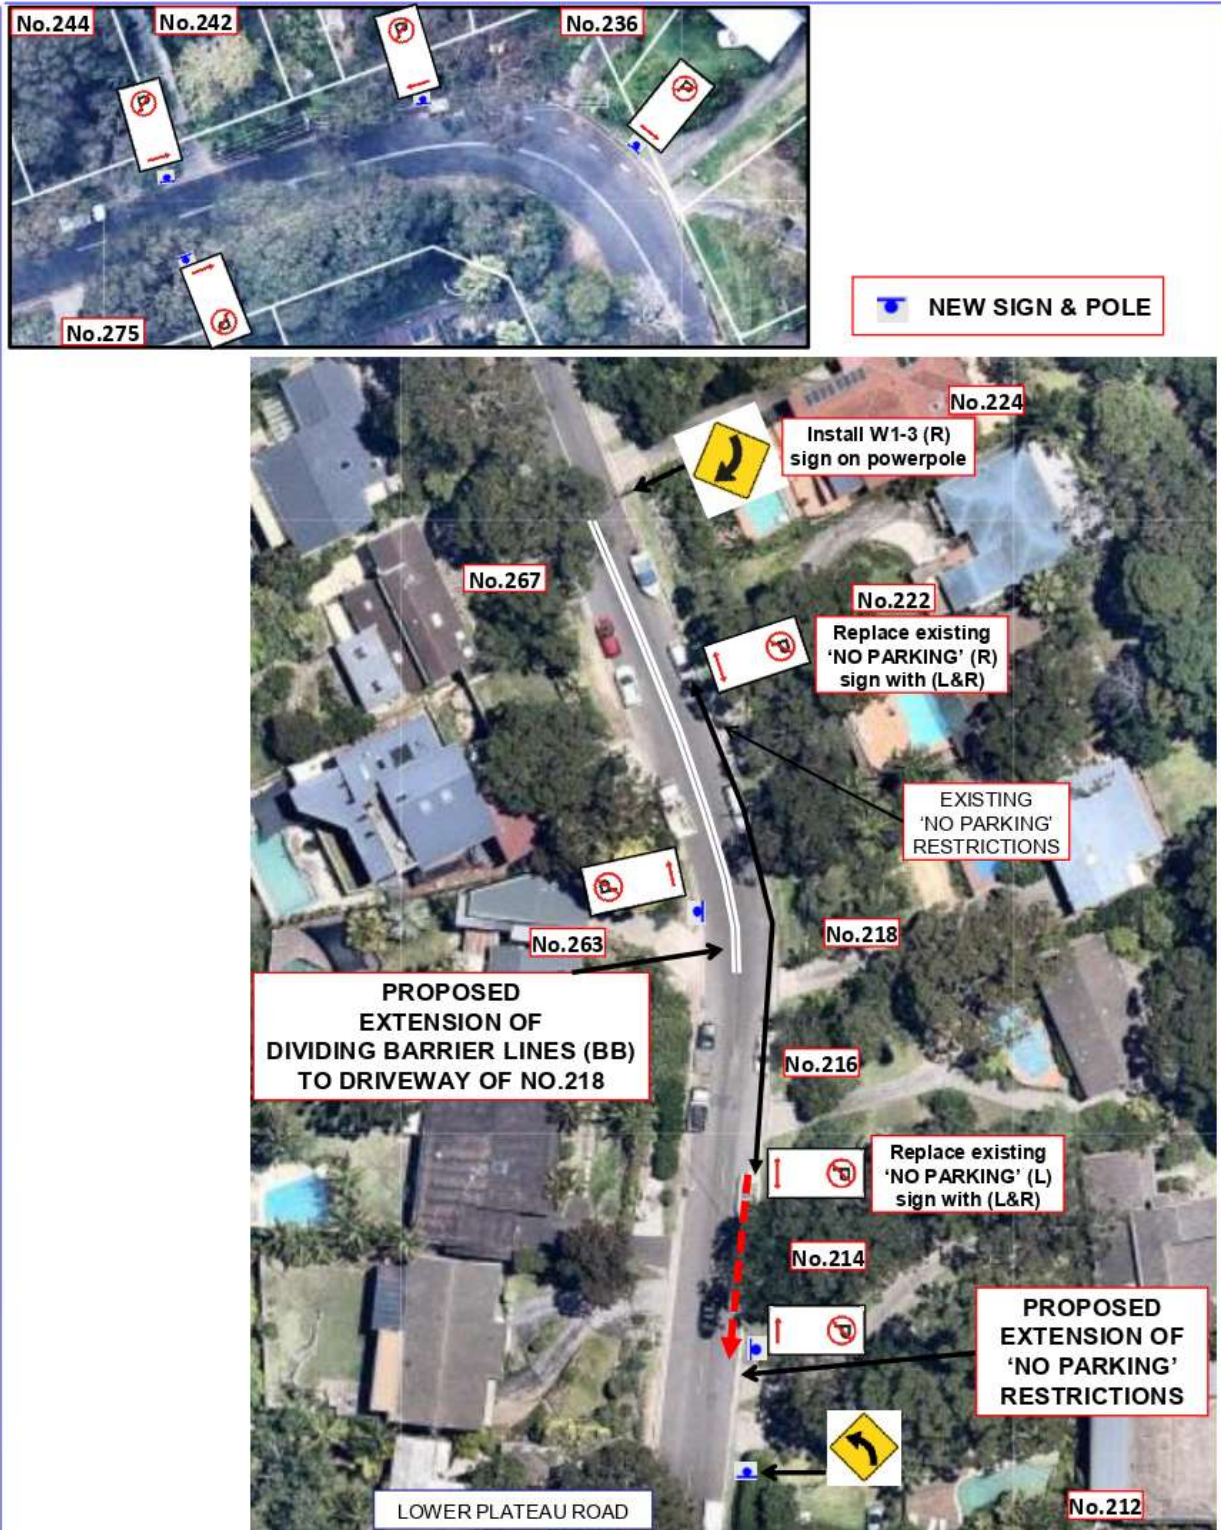 No.244
No.242
No.236
No.275
NEW SIGN & POLE
No.224
Install W1-3 (R)
sign on powerpole
No.267
No.222
Replace existing
‘NO PARKING’ (R)
sign with (L&R)
EXISTING
‘NO PARKING’
RESTRICTIONS
No.218
No.263
PROPOSED
EXTENSION OF
DIVIDING BARRIER LINES (BB)
TO DRIVEWAY OF NO.218
No.216
Replace existing
‘NO PARKING’ (L)
sign with (L&R)
No.214
PROPOSED
EXTENSION OF
‘NO PARKING’
RESTRICTIONS
LOWER PLATEAU ROAD
No.212
P
P
P
P
P
P
P
P